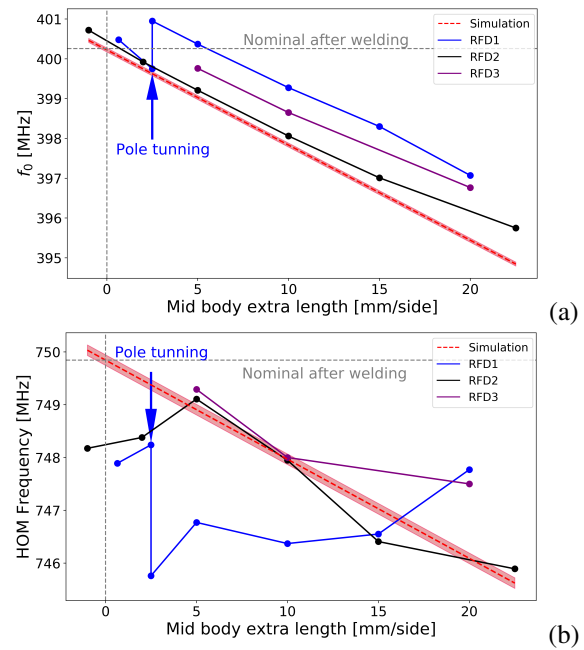 401
400
399
398
397
396
395
f0 [MHz]
Nominal after welding
Pole tunning
Simulation
RFD1
RFD2
RFD3
0 5 10 15 20
Mid body extra length [mm/side]
(a)
750
749
748
747
746
HOM Frequency [MHz]
Pole tunning
Nominal after welding
Simulation
RFD1
RFD2
RFD3
0 5 10 15 20
Mid body extra length [mm/side]
(b)